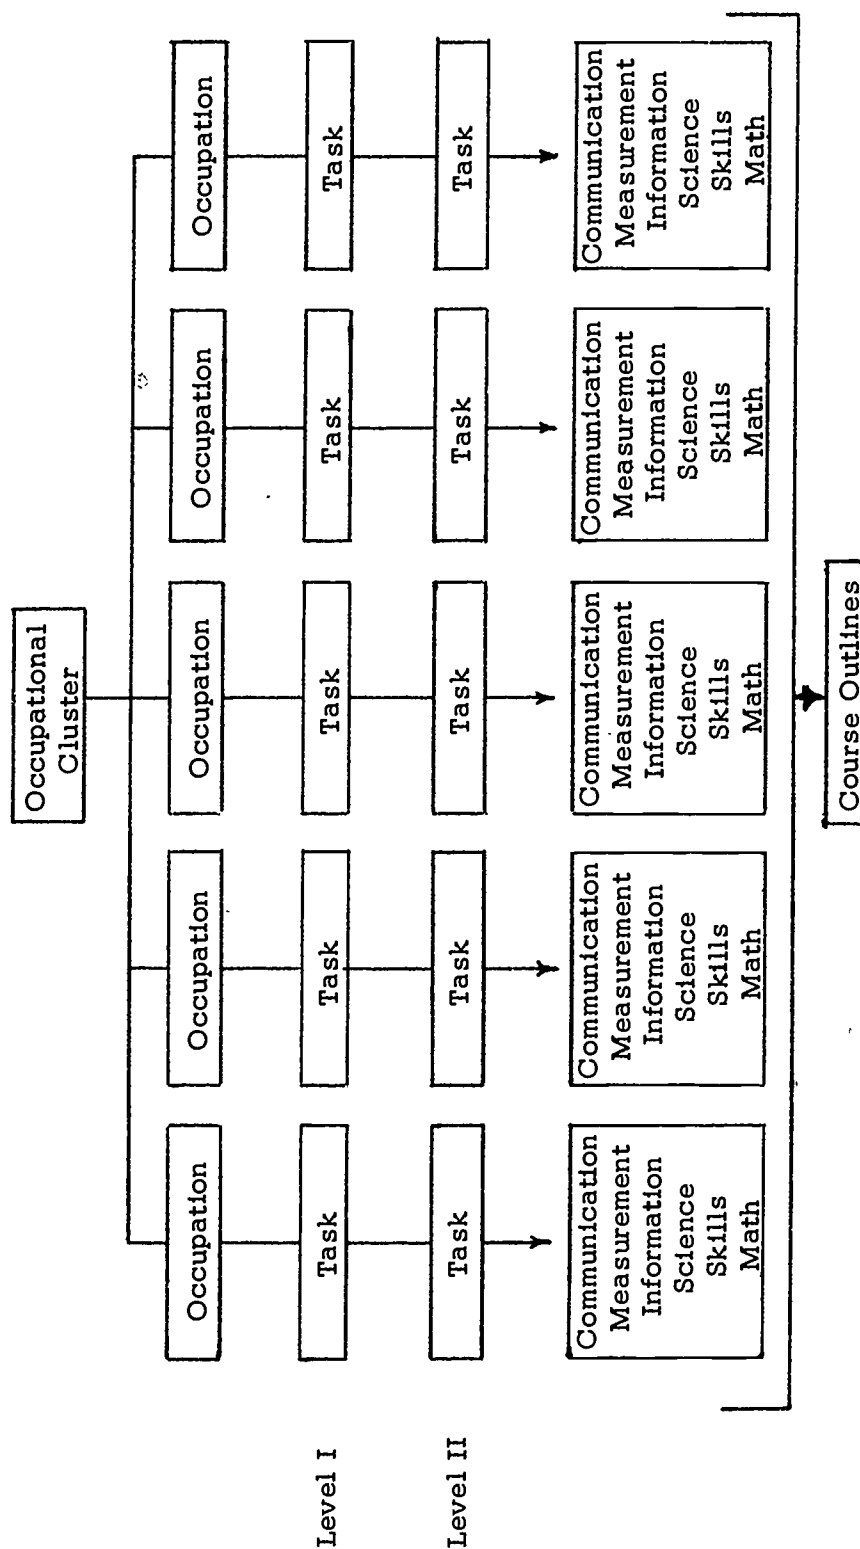 Occupational
Cluster
Occupation
Occupation
Occupation
Occupation
Occupation
Level I
Task
Task
Task
Task
Task
Level II
Task
Task
Task
Task
Task
Communication
Measurement
Information
Science
Skills
Math
Communication
Measurement
Information
Science
Skills
Math
Communication
Measurement
Information
Science
Skills
Math
Communication
Measurement
Information
Science
Skills
Math
Communication
Measurement
Information
Science
Skills
Math
Course Outlines